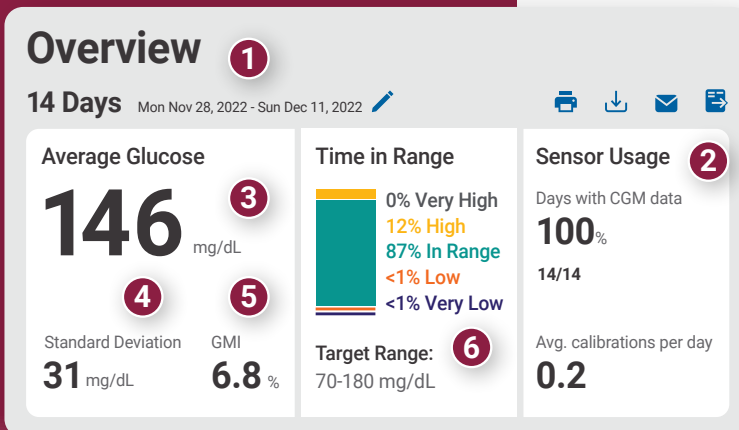 Overview
1
14 Days Mon Nov 28, 2022 - Sun Dec 11, 2022
Average Glucose
3
146 mg/dL
4
5
Standard Deviation
31 mg/dL
GMI
6.8 %
Time in Range
0% Very High
12% High
87% In Range
<1% Low
<1% Very Low
6
Target Range:
70-180 mg/dL
Sensor Usage
2
Days with CGM data
100%
14/14
Avg. calibrations per day
0.2